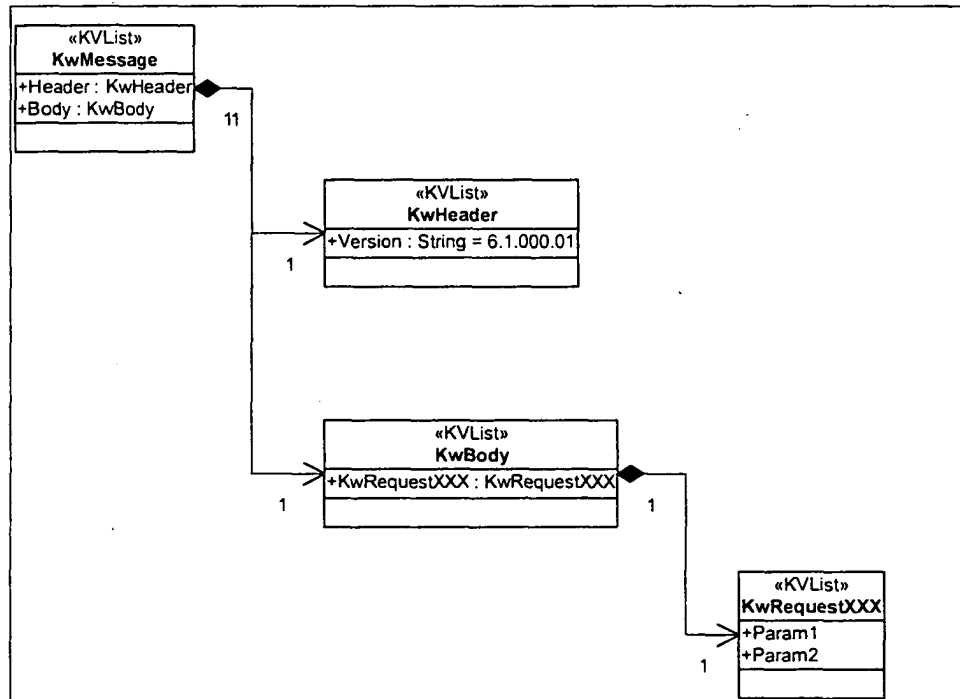 «KVList»
KwMessage
+Header : KwHeader
+Body : KwBody
11
«KVList»
KwHeader
+Version : String = 6.1.000.01
1
«KVList»
KwBody
+KwRequestXXX : KwRequestXXX
1
1
«KVList»
KwRequestXXX
+Param1
+Param2
1